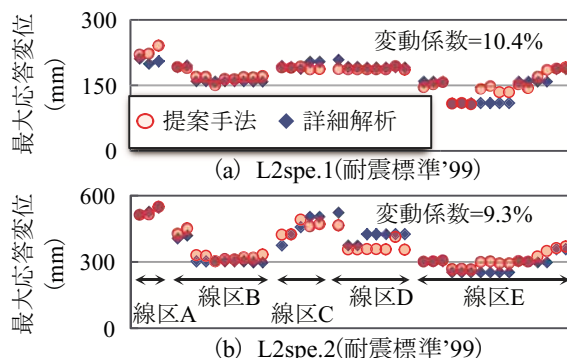 最大応答変位
(mm)
300
150
0
変動係数=10.4%
提案手法
詳細解析
(a) L2spe.1(耐震標準’99)
最大応答変位
(mm)
600
300
0
変動係数=9.3%
線区A
線区B
線区C
線区D
線区E
(b) L2spe.2(耐震標準’99)